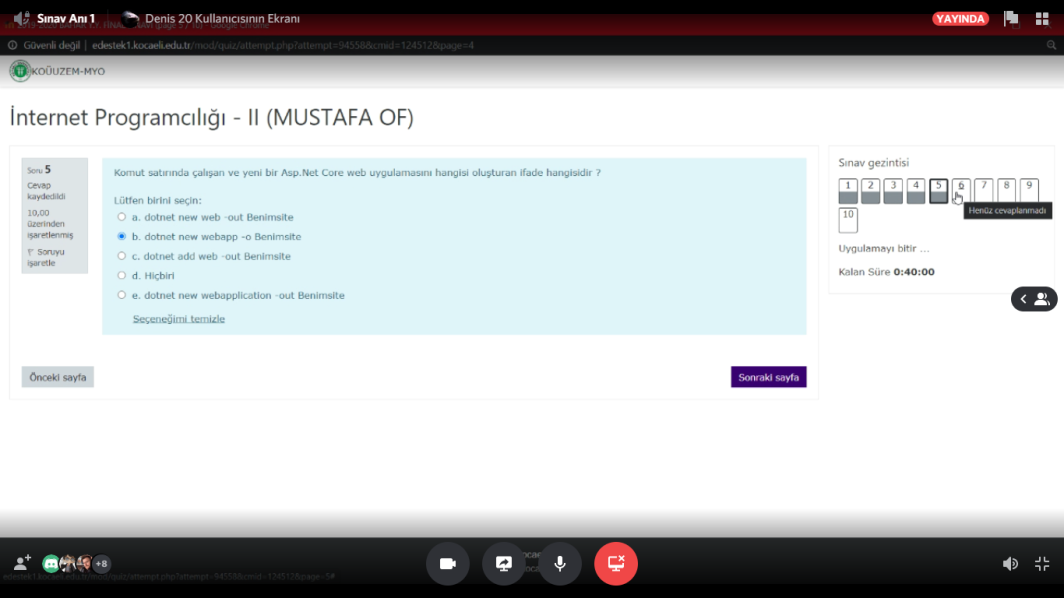 Sınav Anı 1
Denis 20 Kullanıcısının Ekranı
YAYINDA
Güvenli değil | edestek1.kocaeli.edu.tr/mod/quiz/attempt.php?attempt=94558&cmid=124512&page=4
KOÜUZEM-MYO
İnternet Programcılığı - II (MUSTAFA OF)
Soru 5
Cevap
kaydedildi
10,00
üzerinden
işaretlenmiş
Soruyu
işaretle
Komut satırında çalışan ve yeni bir Asp.Net Core web uygulamasını hangisi oluşturan ifade hangisidir ?
Lütfen birini seçin:
a. dotnet new web -out Benimsite
b. dotnet new webapp -o Benimsite
c. dotnet add web -out Benimsite
d. Hiçbiri
e. dotnet new webapplication -out Benimsite
Seçeneğimi temizle
Önceki sayfa
Sonraki sayfa
Sınav gezintisi
1 2 3 4 5 6 7 8 9
Henüz cevaplanmadı
10
Uygulamayı bitir ...
Kalan Süre 0:40:00
+8
edestek1.kocaeli.edu.tr/mod/quiz/attempt.php?attempt=94558&cmid=124512&page=5#